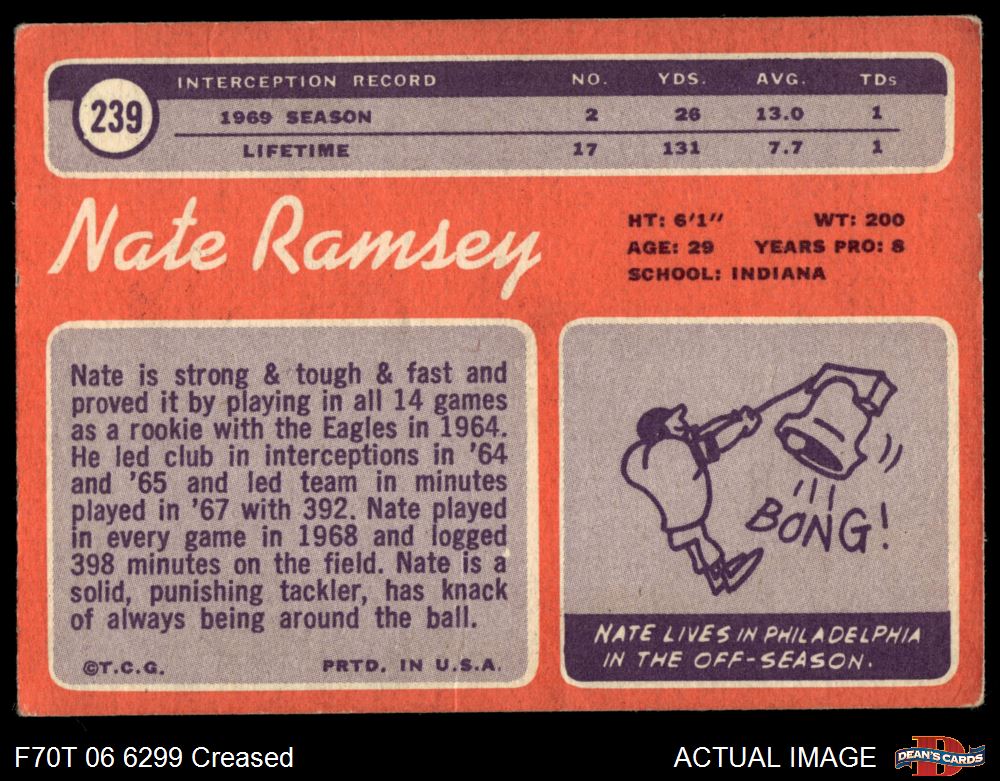 INTERCEPTION RECORD NO. YDS. AVG. TDs
239
1969 SEASON 2 26 13.0 1
LIFETIME 17 131 7.7 1
Nate Ramsey
HT: 6'1" WT: 200
AGE: 29 YEARS PRO: 8
SCHOOL: INDIANA
Nate is strong & tough & fast and
proved it by playing in all 14 games
as a rookie with the Eagles in 1964.
He led club in interceptions in '64
and '65 and led team in minutes
played in '67 with 392. Nate played
in every game in 1968 and logged
398 minutes on the field. Nate is a
solid, punishing tackler, has knack
of always being around the ball.
©T.C.G. PRTD. IN U.S.A.
BONG!
NATE LIVES IN PHILADELPHIA
IN THE OFF-SEASON.
F70T 06 6299 Creased
ACTUAL IMAGE
D
DEAN'S CARDS